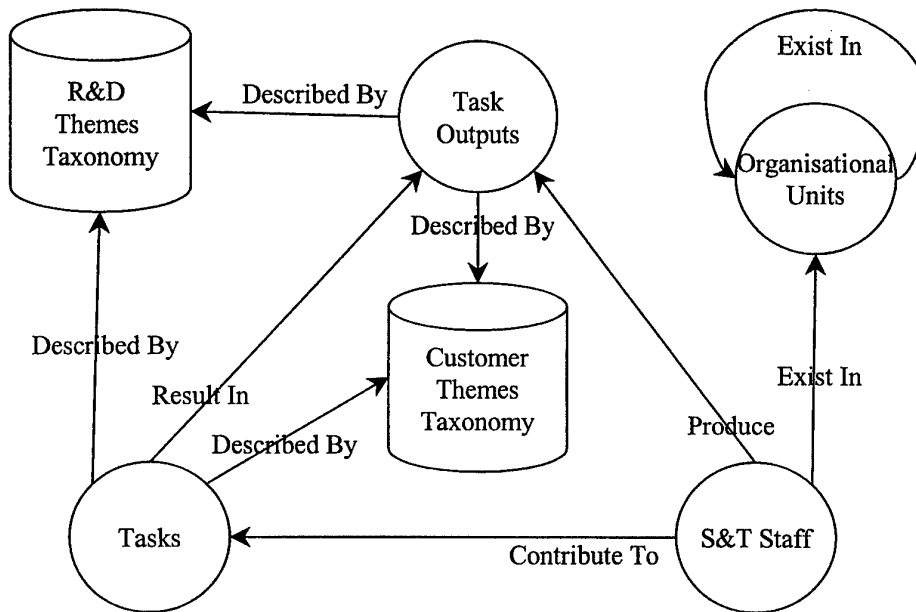 R&D
Themes
Taxonomy
Described By
Task
Outputs
Exist In
Organisational
Units
Described By
Described By
Customer
Themes
Taxonomy
Exist In
Result In
Described By
Produce
Tasks
Contribute To
S&T Staff